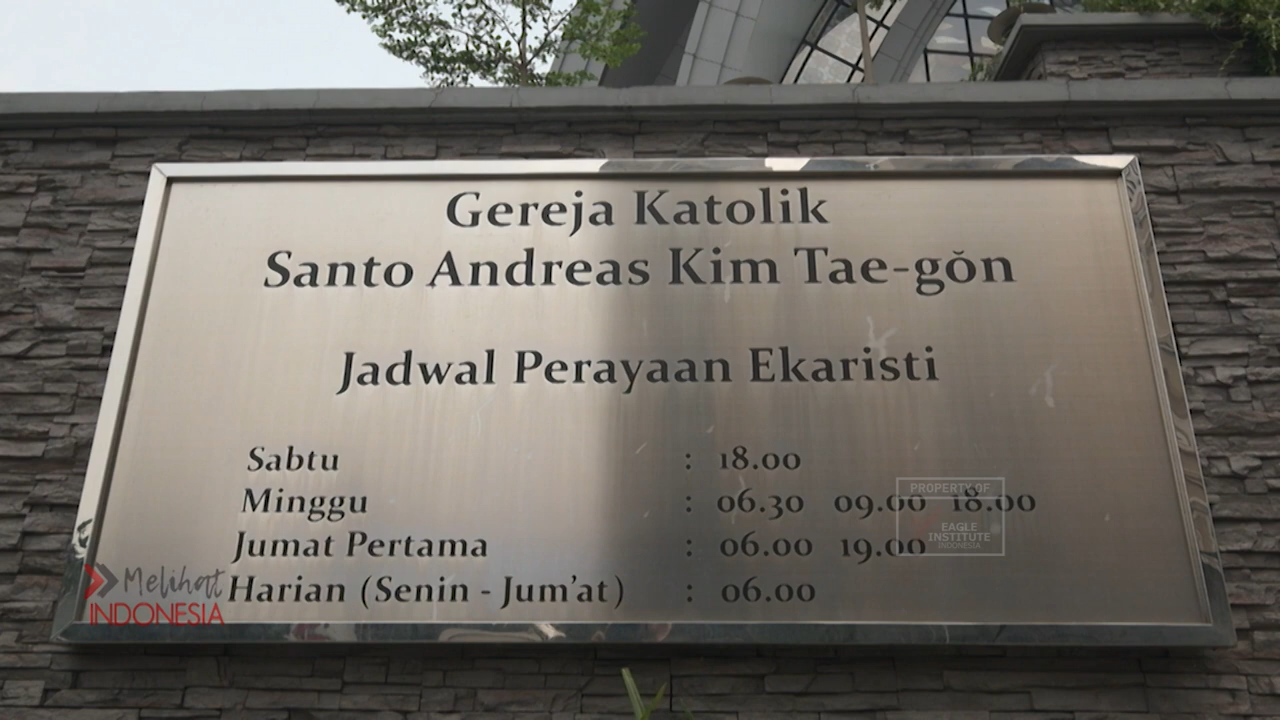 Gereja Katolik
Santo Andreas Kim Tae-gŏn
Jadwal Perayaan Ekaristi
Sabtu : 18.00
Minggu : 06.30 09.00 18.00
Jumat Pertama : 06.00 19.00
Harian (Senin - Jum'at) : 06.00
PROPERTY OF
EAGLE
INSTITUTE
INDONESIA
Melihat
INDONESIA